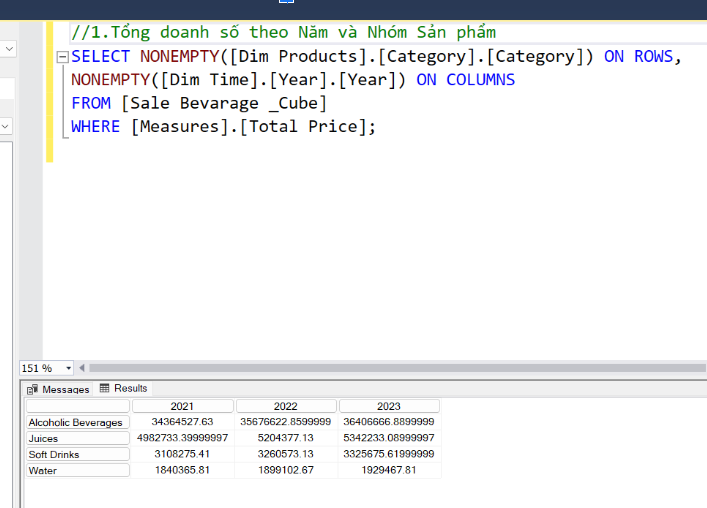 //1.Tổng doanh số theo Năm và Nhóm Sản phẩm
SELECT NONEMPTY([Dim Products].[Category].[Category]) ON ROWS,
NONEMPTY([Dim Time].[Year].[Year]) ON COLUMNS
FROM [Sale Bevarage _Cube]
WHERE [Measures].[Total Price];
151 %
Messages Results
2021 2022 2023
Alcoholic Beverages 34364527.63 35676622.8599999 36406666.8899999
Juices 4982733.39999997 5204377.13 5342233.08999997
Soft Drinks 3108275.41 3260573.13 3325675.61999999
Water 1840365.81 1899102.67 1929467.81